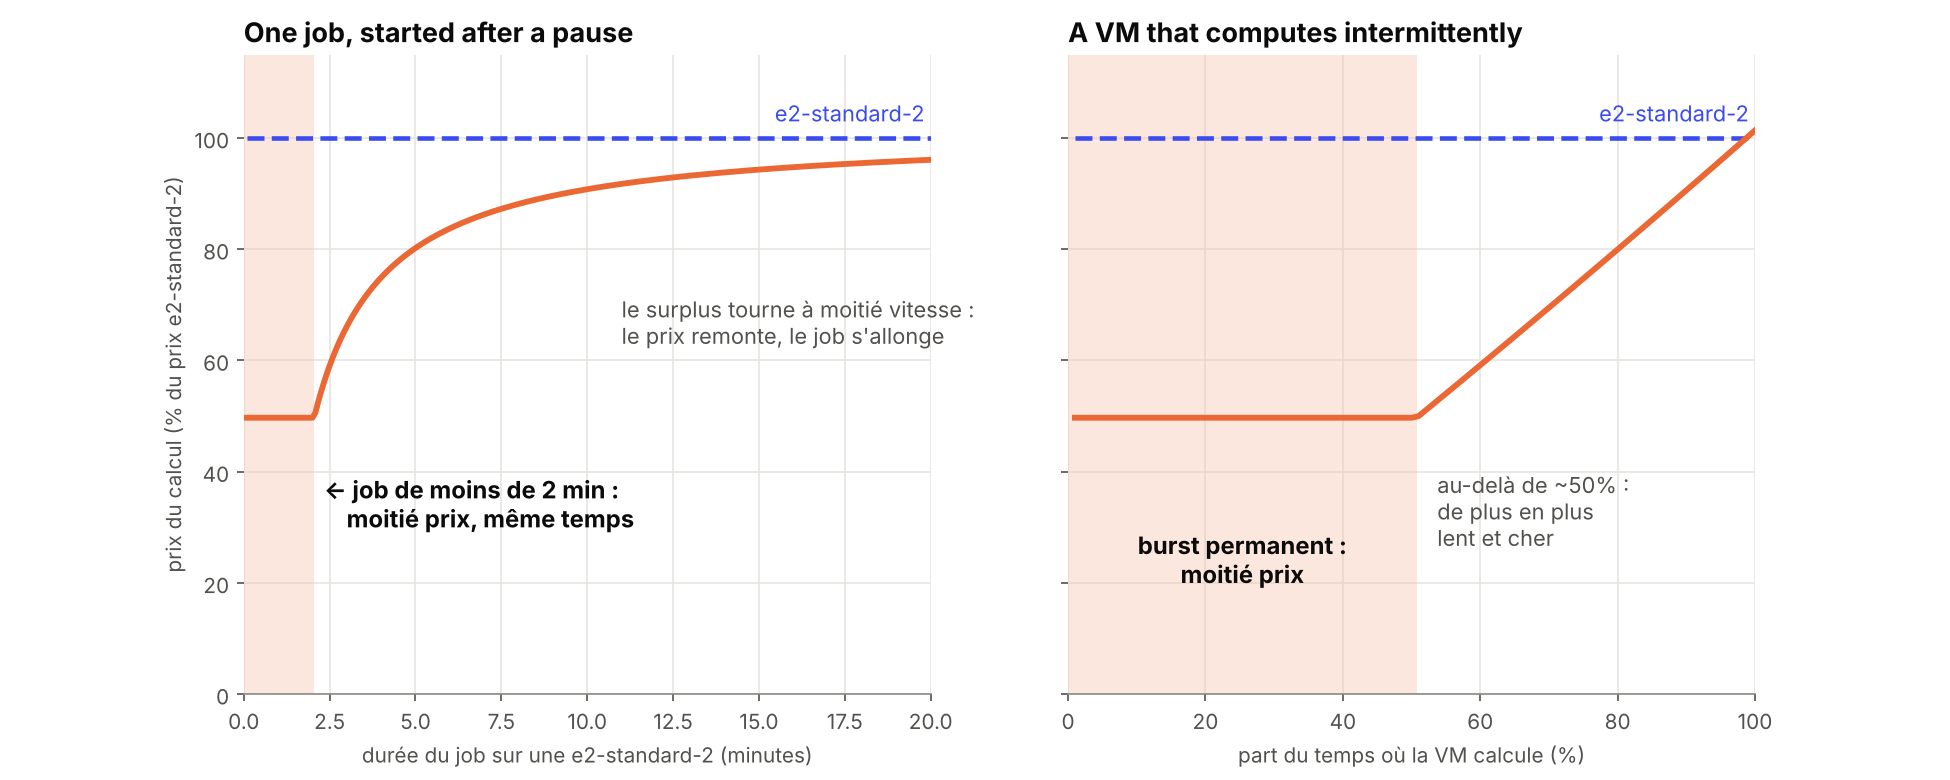 One job, started after a pause
prix du calcul (% du prix e2-standard-2)
100
80
60
40
20
0
e2-standard-2
le surplus tourne à moitié vitesse :
le prix remonte, le job s'allonge
← job de moins de 2 min :
moitié prix, même temps
0.0 2.5 5.0 7.5 10.0 12.5 15.0 17.5 20.0
durée du job sur une e2-standard-2 (minutes)
A VM that computes intermittently
e2-standard-2
au-delà de ~50% :
de plus en plus
lent et cher
burst permanent :
moitié prix
0 20 40 60 80 100
part du temps où la VM calcule (%)